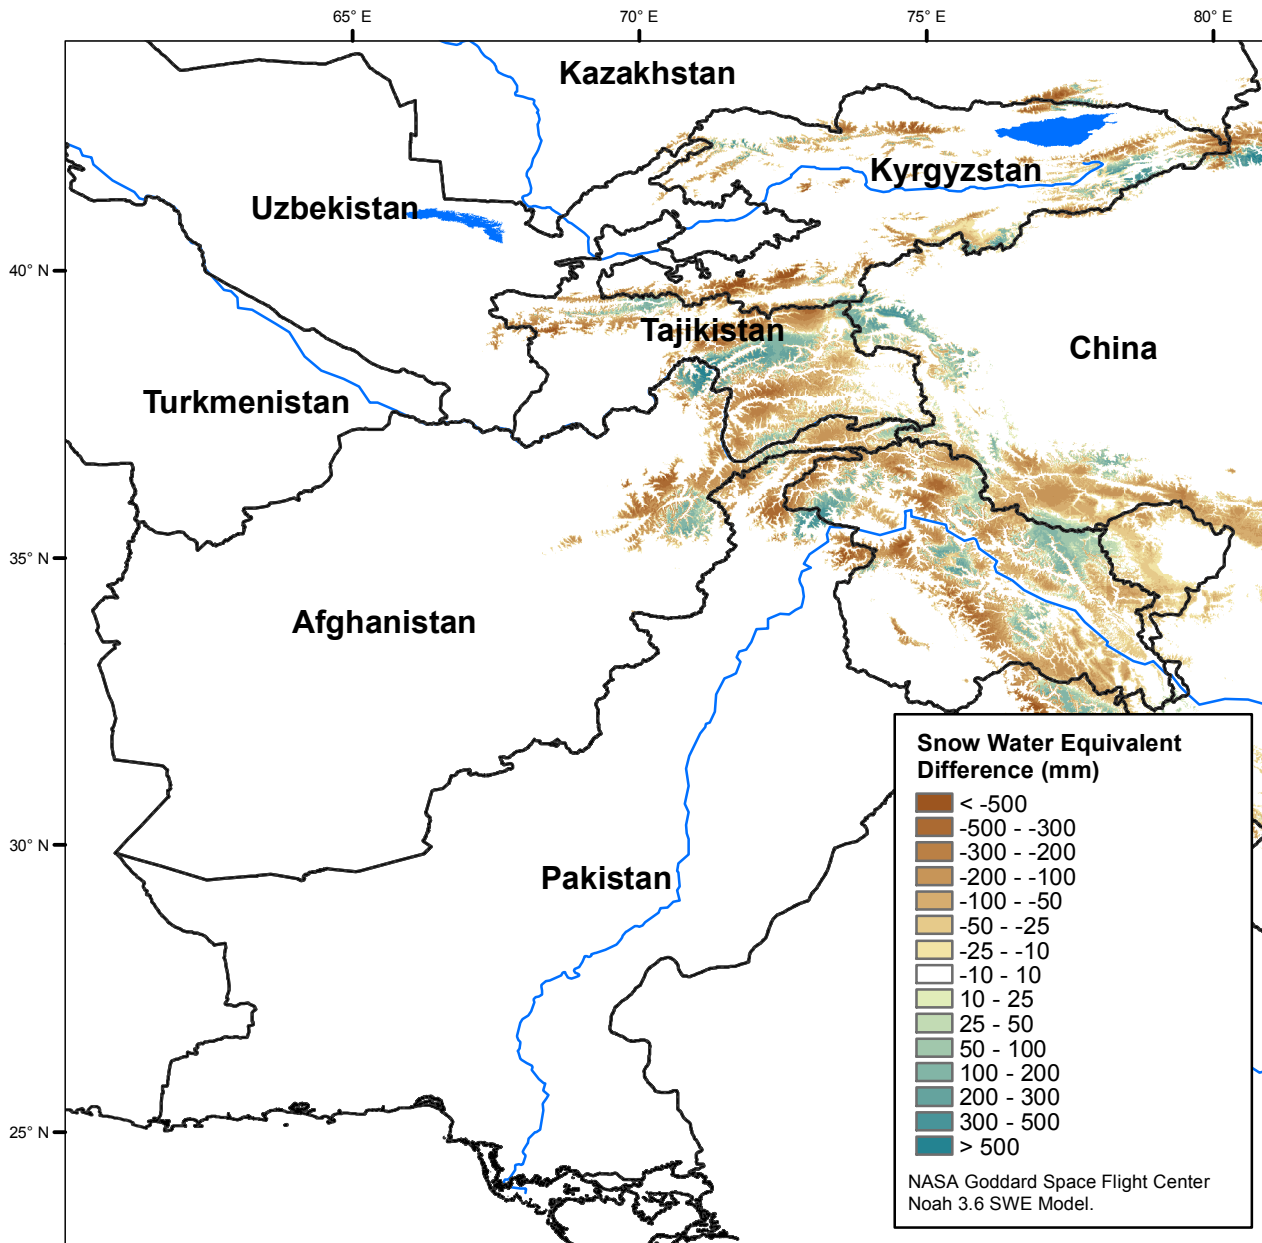 65° E
70° E
75° E
80° E
Kazakhstan
Kyrgyzstan
Uzbekistan
40° N
Tajikistan
China
Turkmenistan
35° N
Afghanistan
30° N
Pakistan
25° N
Snow Water Equivalent
Difference (mm)
< -500
-500 - -300
-300 - -200
-200 - -100
-100 - -50
-50 - -25
-25 - -10
-10 - 10
10 - 25
25 - 50
50 - 100
100 - 200
200 - 300
300 - 500
> 500
NASA Goddard Space Flight Center
Noah 3.6 SWE Model.